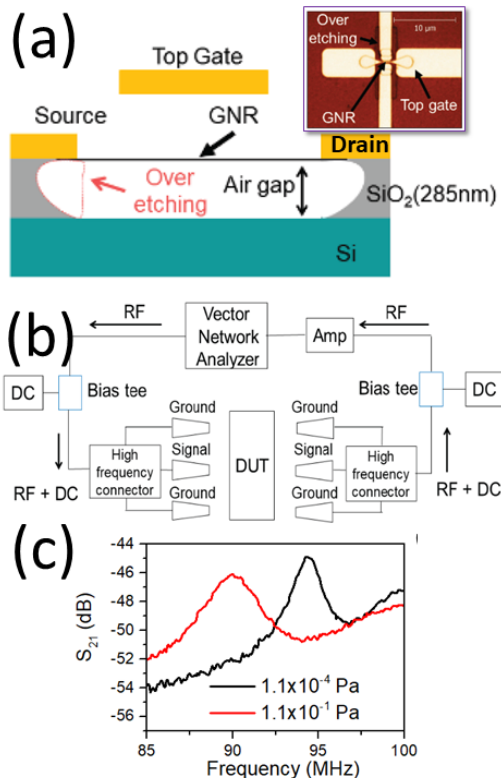 (a)
Over
etching
10 μm
GNR
Top gate
Top Gate
Source
GNR
Drain
Over
etching
Air gap
SiO₂(285nm)
Si
(b)
RF
Vector
Network
Analyzer
Amp
RF
DC
Bias tee
Bias tee
DC
Ground
Ground
High
frequency
connector
Signal
DUT
Signal
High
frequency
connector
RF + DC
Ground
Ground
RF + DC
(c)
S₂₁ (dB)
-44
-46
-48
-50
-52
-54
-56
1.1x10⁻⁴ Pa
1.1x10⁻¹ Pa
85 90 95 100
Frequency (MHz)